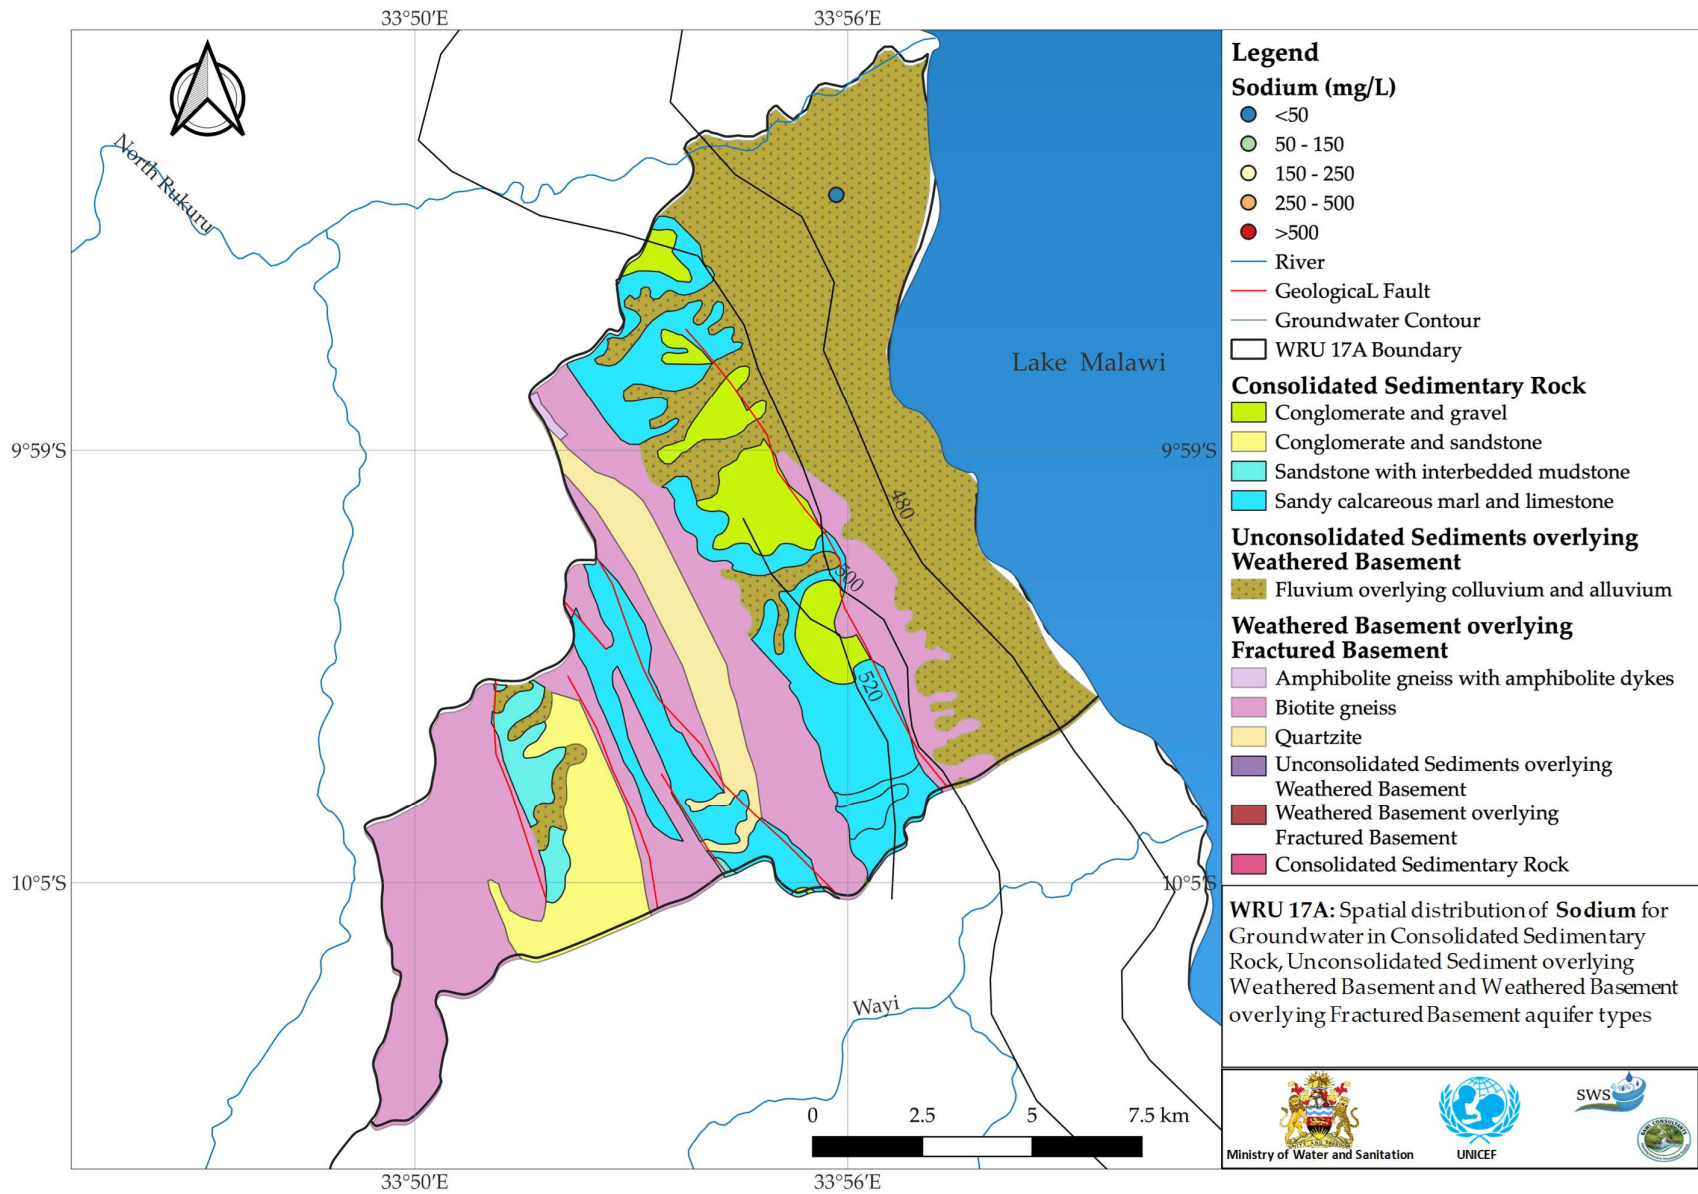 33°50′E
33°56′E
North Rukuru
Lake Malawi
9°59′S
9°59′S
480
500
520
10°5′S
10°5′S
Wayi
0 2.5 5 7.5 km
33°50′E
33°56′E
Legend
Sodium (mg/L)
<50
50 - 150
150 - 250
250 - 500
>500
River
GeologicaL Fault
Groundwater Contour
WRU 17A Boundary
Consolidated Sedimentary Rock
Conglomerate and gravel
Conglomerate and sandstone
Sandstone with interbedded mudstone
Sandy calcareous marl and limestone
Unconsolidated Sediments overlying
Weathered Basement
Fluvium overlying colluvium and alluvium
Weathered Basement overlying
Fractured Basement
Amphibolite gneiss with amphibolite dykes
Biotite gneiss
Quartzite
Unconsolidated Sediments overlying
Weathered Basement
Weathered Basement overlying
Fractured Basement
Consolidated Sedimentary Rock
WRU 17A: Spatial distribution of Sodium for
Groundwater in Consolidated Sedimentary
Rock, Unconsolidated Sediment overlying
Weathered Basement and Weathered Basement
overlying Fractured Basement aquifer types
SWS
Ministry of Water and Sanitation
UNICEF